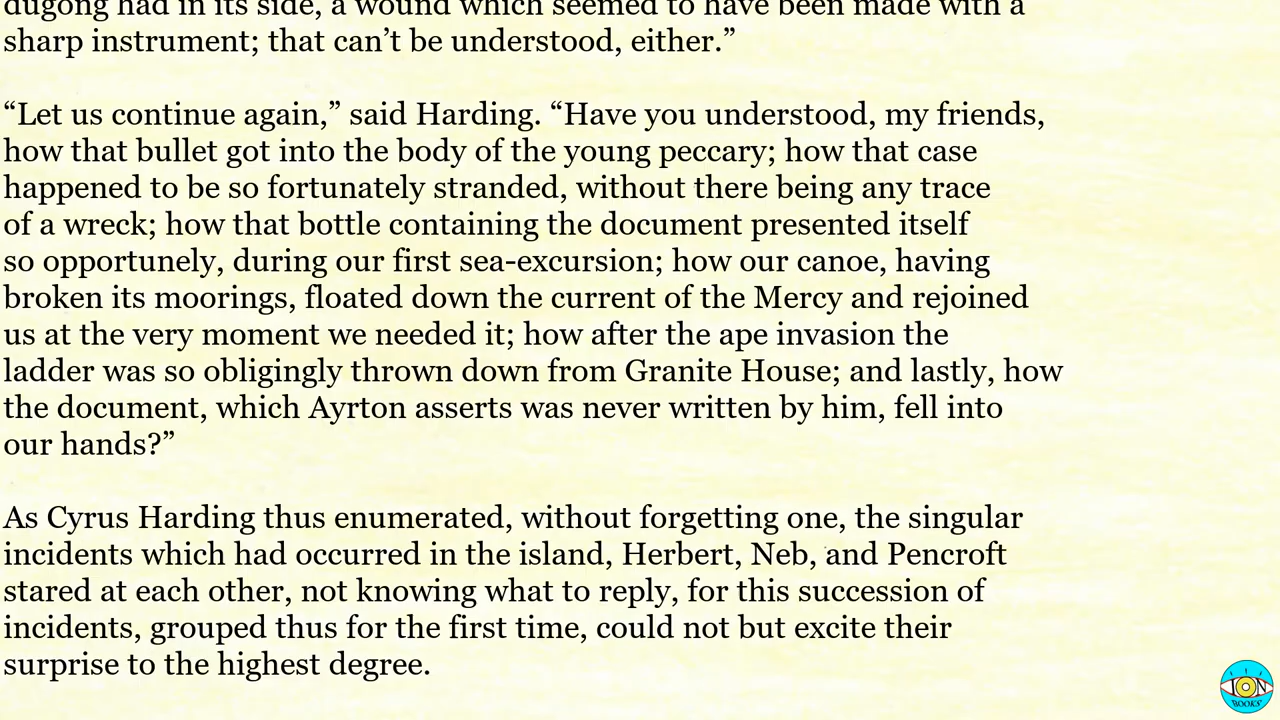 dugong had in its side, a wound which seemed to have been made with a
sharp instrument; that can’t be understood, either.”
“Let us continue again,” said Harding. “Have you understood, my friends,
how that bullet got into the body of the young peccary; how that case
happened to be so fortunately stranded, without there being any trace
of a wreck; how that bottle containing the document presented itself
so opportunely, during our first sea-excursion; how our canoe, having
broken its moorings, floated down the current of the Mercy and rejoined
us at the very moment we needed it; how after the ape invasion the
ladder was so obligingly thrown down from Granite House; and lastly, how
the document, which Ayrton asserts was never written by him, fell into
our hands?”
As Cyrus Harding thus enumerated, without forgetting one, the singular
incidents which had occurred in the island, Herbert, Neb, and Pencroft
stared at each other, not knowing what to reply, for this succession of
incidents, grouped thus for the first time, could not but excite their
surprise to the highest degree.
ION
BOOKS